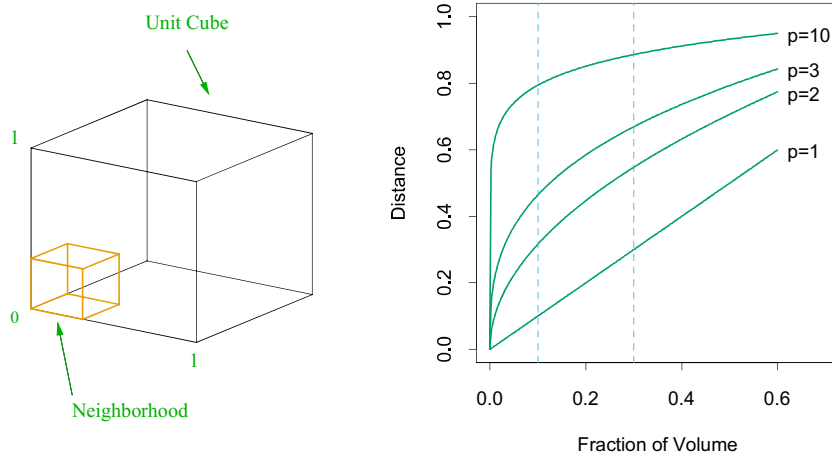 Unit Cube
1
0
1
Neighborhood
Distance
1.0
0.8
0.6
0.4
0.2
0.0
p=10
p=3
p=2
p=1
0.0 0.2 0.4 0.6
Fraction of Volume